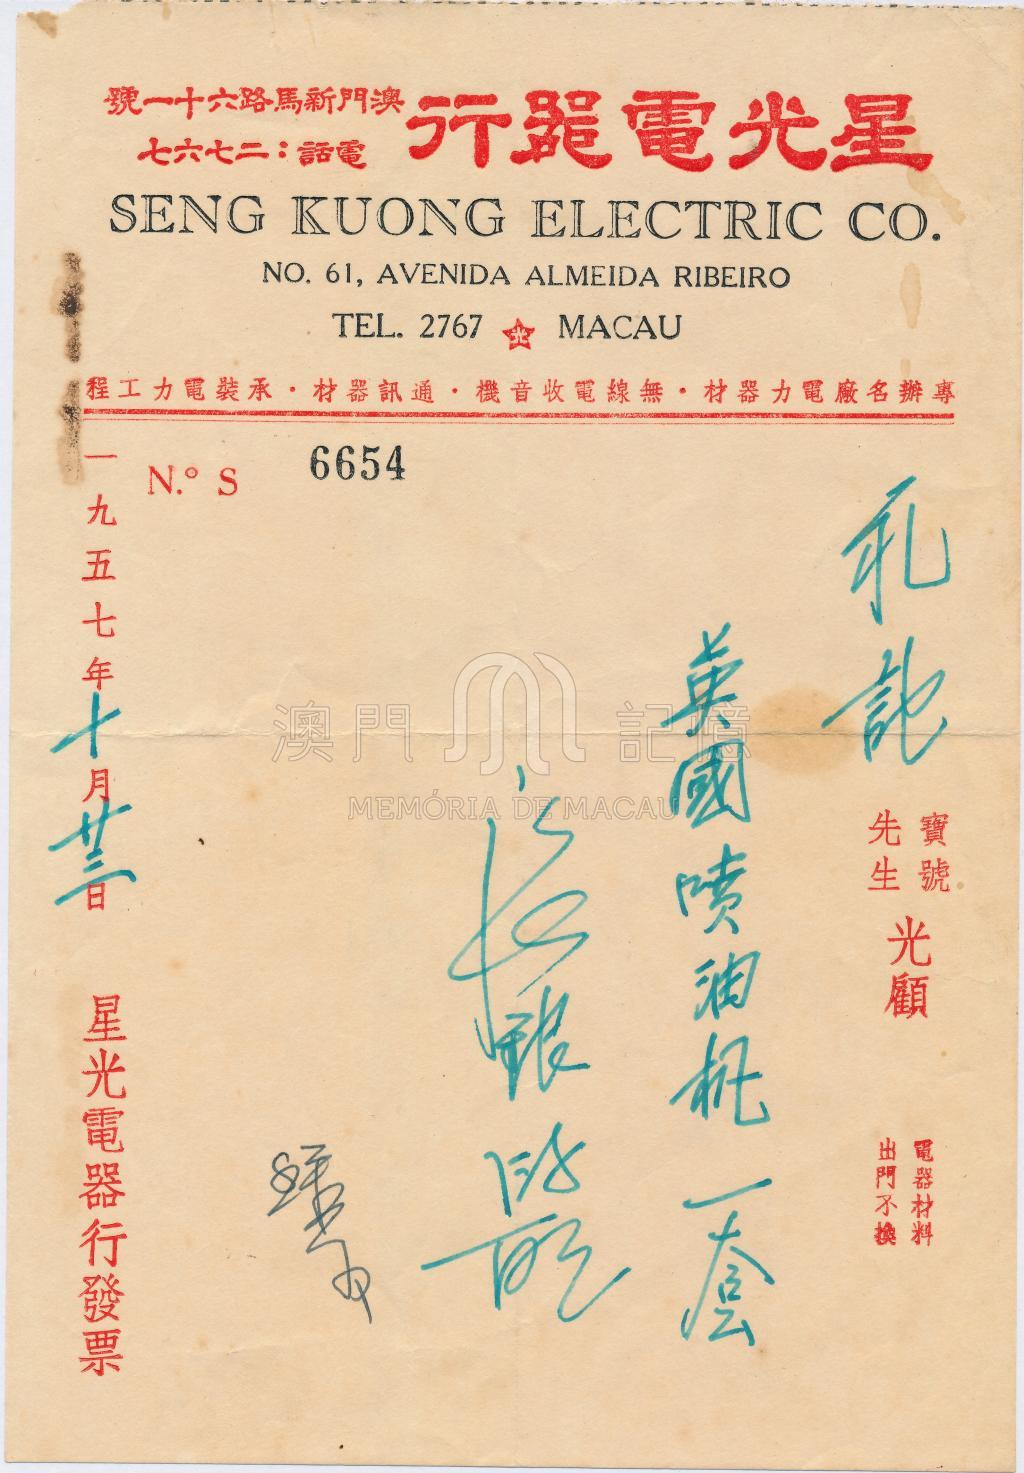 星光電器行
澳門新馬路六十一號
電話：二七六七
SENG KUONG ELECTRIC CO.
NO. 61, AVENIDA ALMEIDA RIBEIRO
TEL. 2767 光 MACAU
專辦名廠電力器材·無線電收音機·通訊器材·承裝電力工程
N.º S 6654
記
寶號
先生
光顧
電器材料
出門不換
英國噴油機一套
銀
一九五七年十月廿三日
星光電器行發票
澳門記憶
MEMÓRIA DE MACAU